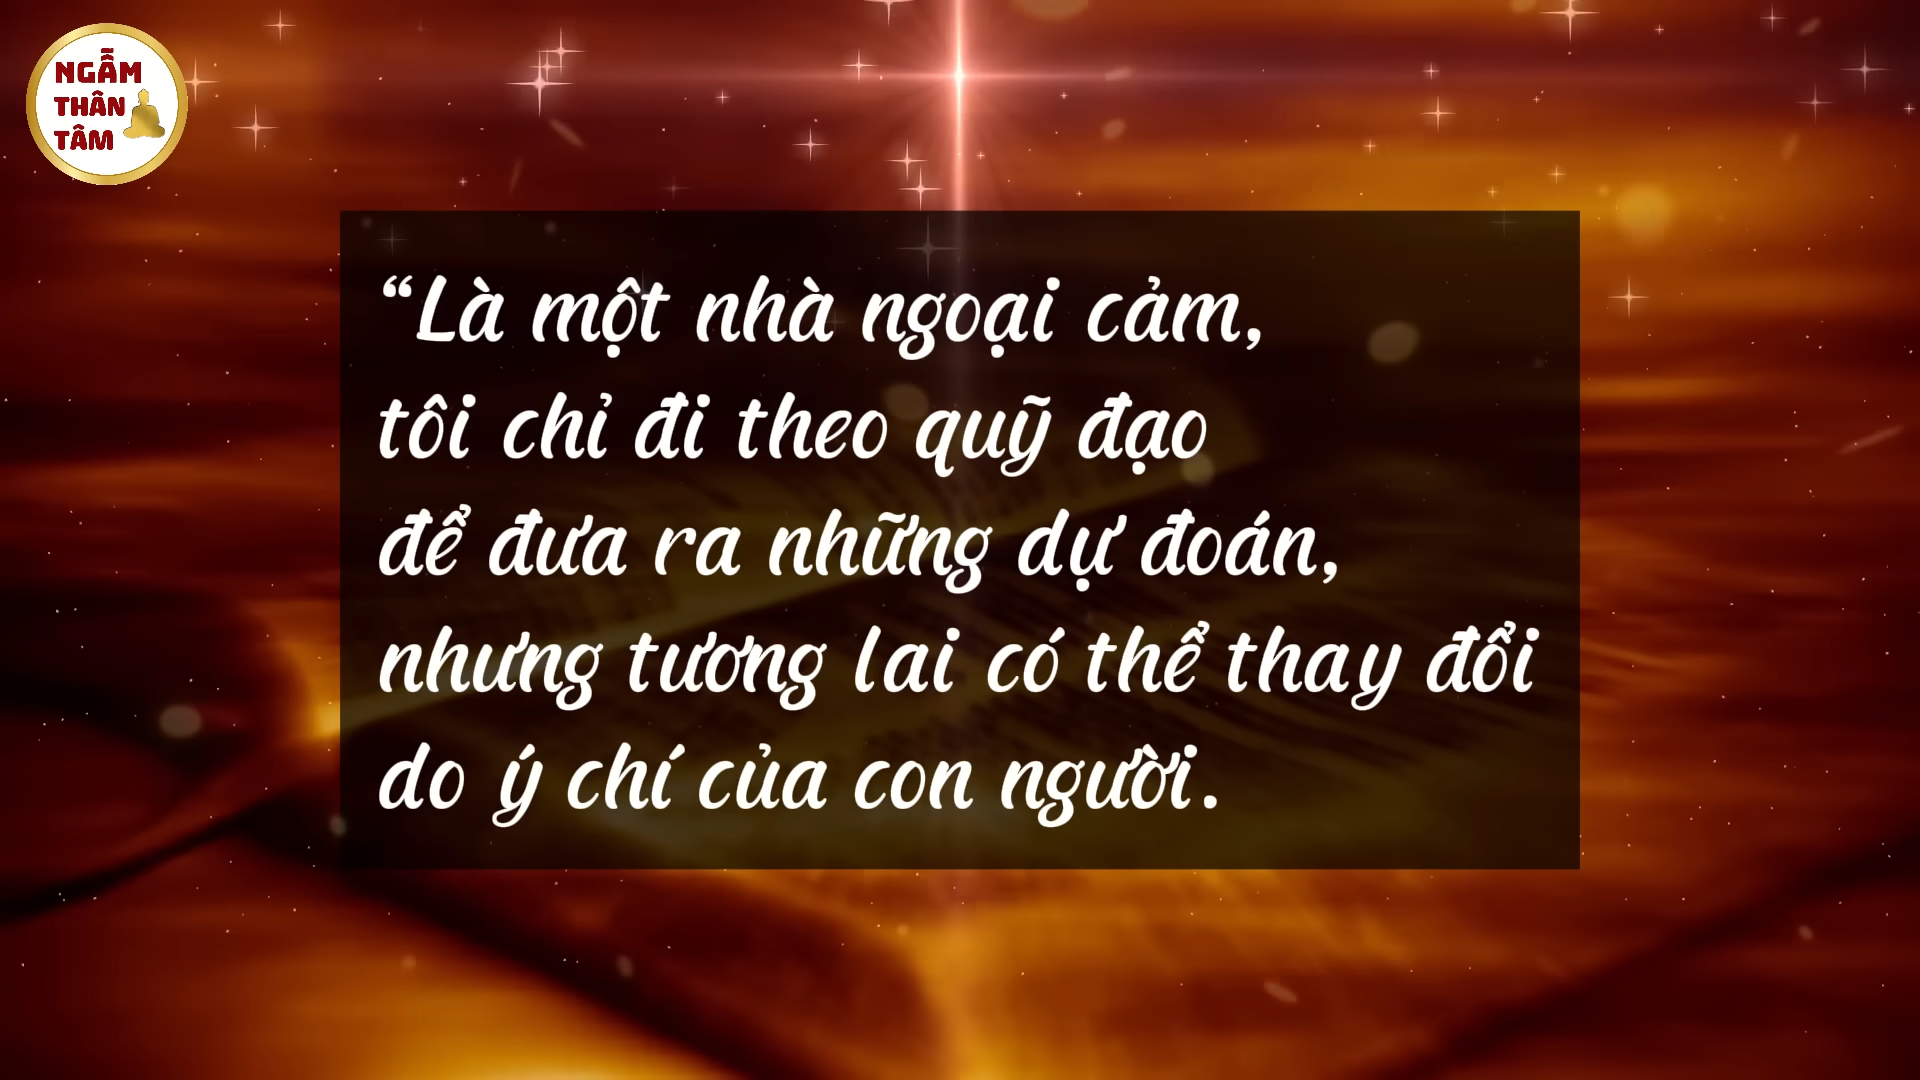 NGẪM
THÂN
TÂM
“Là một nhà ngoại cảm,
tôi chỉ đi theo quỹ đạo
để đưa ra những dự đoán,
nhưng tương lai có thể thay đổi
do ý chí của con người.